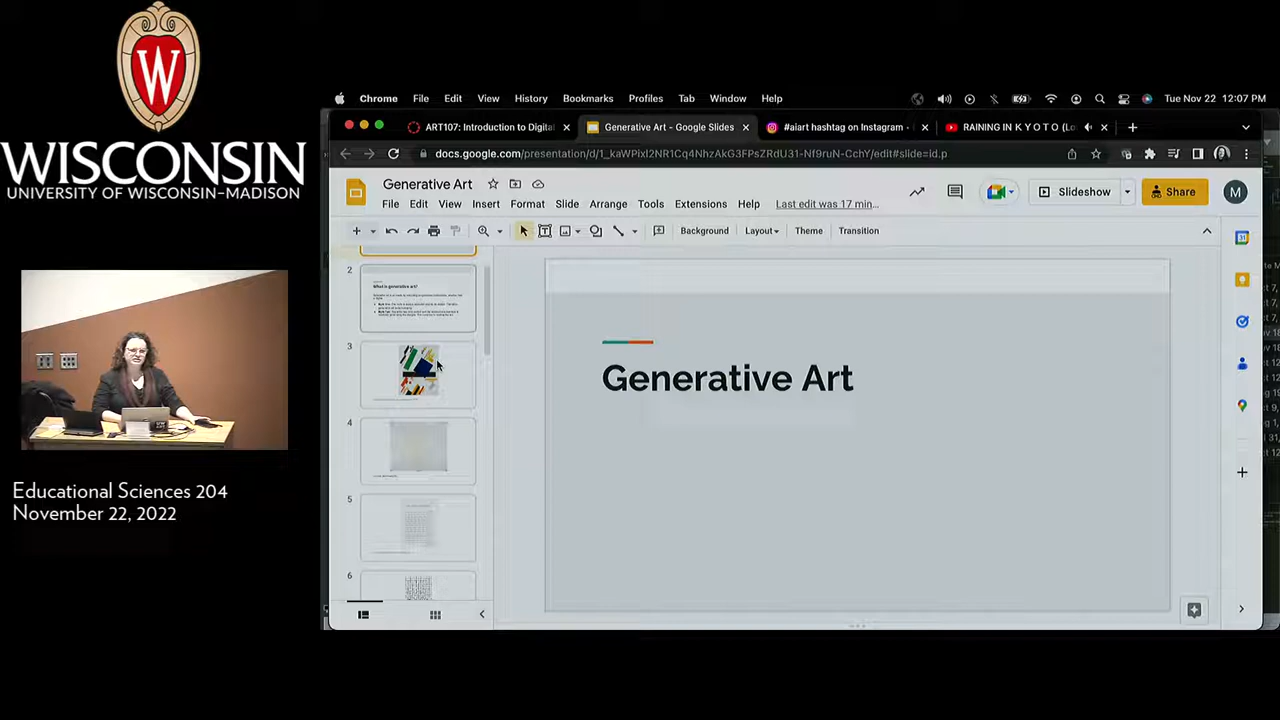 W
WISCONSIN
UNIVERSITY OF WISCONSIN–MADISON
Educational Sciences 204
November 22, 2022
Chrome File Edit View History Bookmarks Profiles Tab Window Help
Tue Nov 22 12:07 PM
ART107: Introduction to Digital
Generative Art - Google Slides
#aiart hashtag on Instagram -
RAINING IN K Y O T O (Lo
docs.google.com/presentation/d/1_kaWPixl2NR1Cq4NhzAkG3FPsZRdU31-Nf9ruN-CchY/edit#slide=id.p
Generative Art
Slideshow
Share
M
File Edit View Insert Format Slide Arrange Tools Extensions Help
Last edit was 17 min...
Background Layout Theme Transition
2
What is generative art?
3
4
5
6
Generative Art